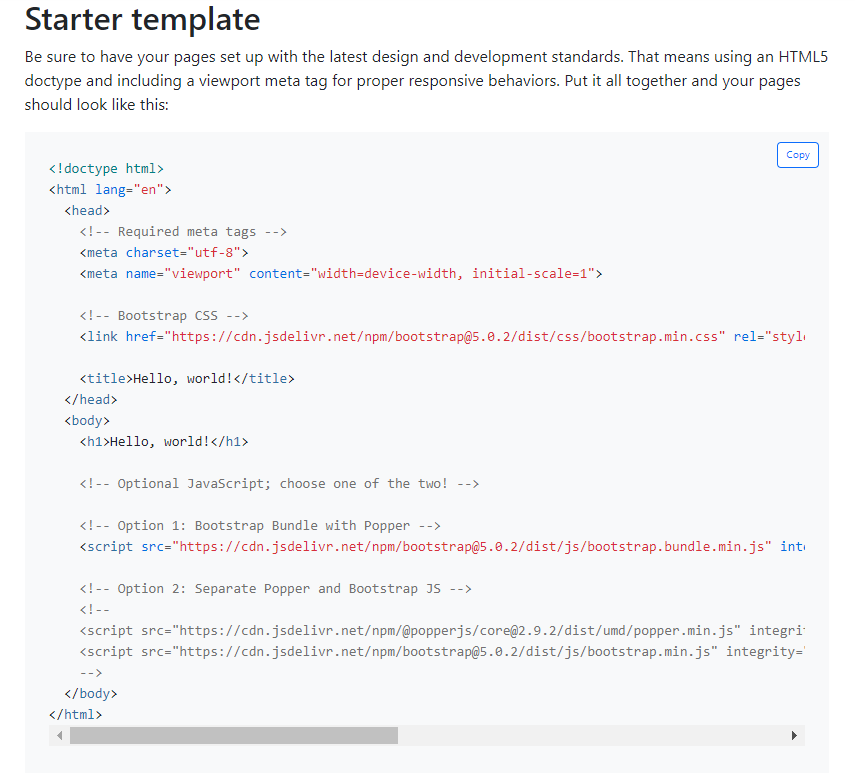 Starter template
Be sure to have your pages set up with the latest design and development standards. That means using an HTML5
doctype and including a viewport meta tag for proper responsive behaviors. Put it all together and your pages
should look like this:
Copy
<!doctype html>
<html lang="en">
  <head>
    <!-- Required meta tags -->
    <meta charset="utf-8">
    <meta name="viewport" content="width=device-width, initial-scale=1">

    <!-- Bootstrap CSS -->
    <link href="https://cdn.jsdelivr.net/npm/bootstrap@5.0.2/dist/css/bootstrap.min.css" rel="style

    <title>Hello, world!</title>
  </head>
  <body>
    <h1>Hello, world!</h1>

    <!-- Optional JavaScript; choose one of the two! -->

    <!-- Option 1: Bootstrap Bundle with Popper -->
    <script src="https://cdn.jsdelivr.net/npm/bootstrap@5.0.2/dist/js/bootstrap.bundle.min.js" inte

    <!-- Option 2: Separate Popper and Bootstrap JS -->
    <!--
    <script src="https://cdn.jsdelivr.net/npm/@popperjs/core@2.9.2/dist/umd/popper.min.js" integrit
    <script src="https://cdn.jsdelivr.net/npm/bootstrap@5.0.2/dist/js/bootstrap.min.js" integrity="
    -->
  </body>
</html>